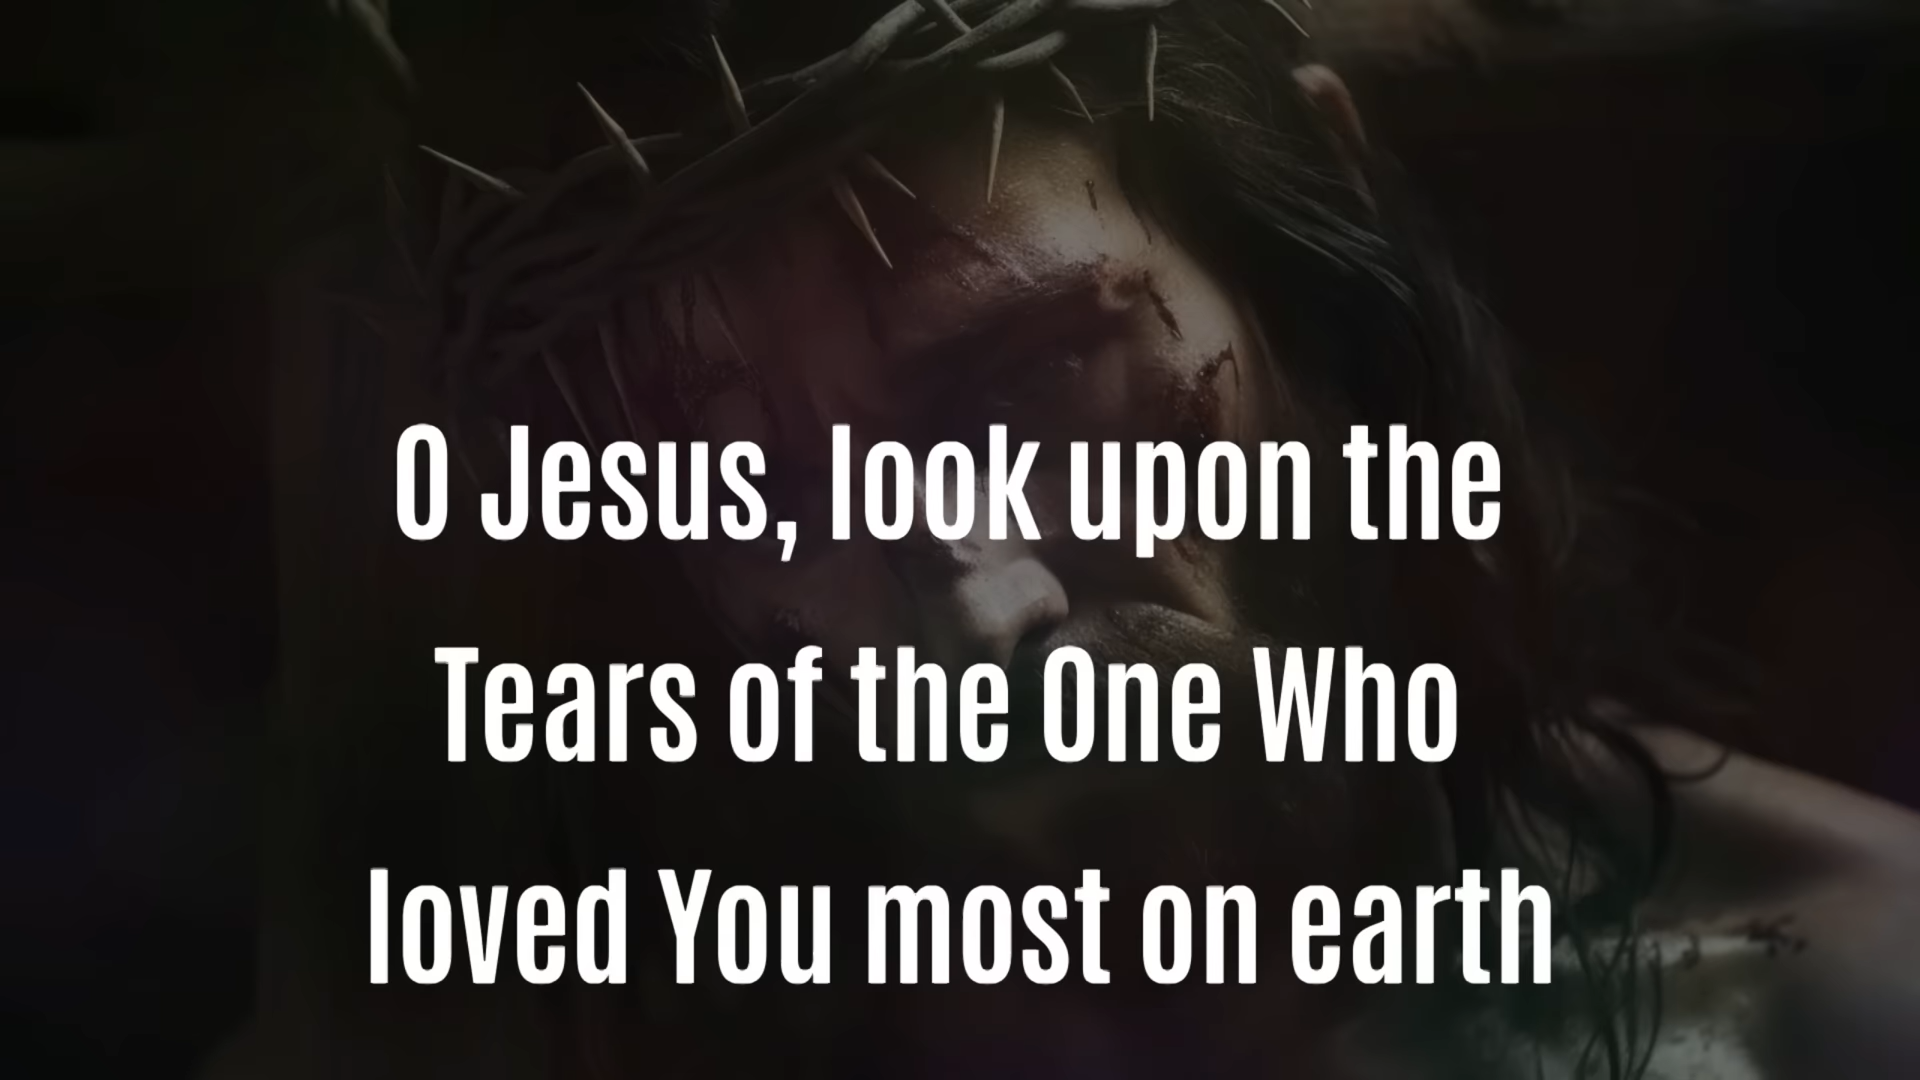 O Jesus, look upon the
Tears of the One Who
loved You most on earth